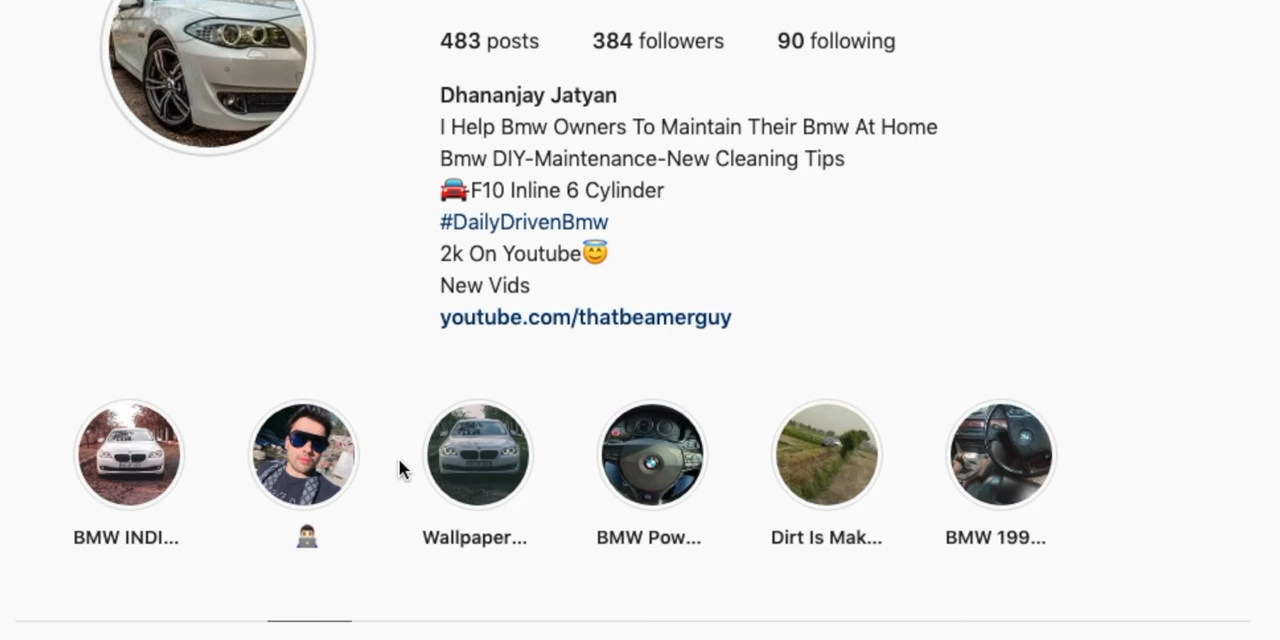 483 posts 384 followers 90 following
Dhananjay Jatyan
I Help Bmw Owners To Maintain Their Bmw At Home
Bmw DIY-Maintenance-New Cleaning Tips
🚘F10 Inline 6 Cylinder
#DailyDrivenBmw
2k On Youtube😇
New Vids
youtube.com/thatbeamerguy
BMW INDI... 👨🏻‍💻 Wallpaper... BMW Pow... Dirt Is Mak... BMW 199...